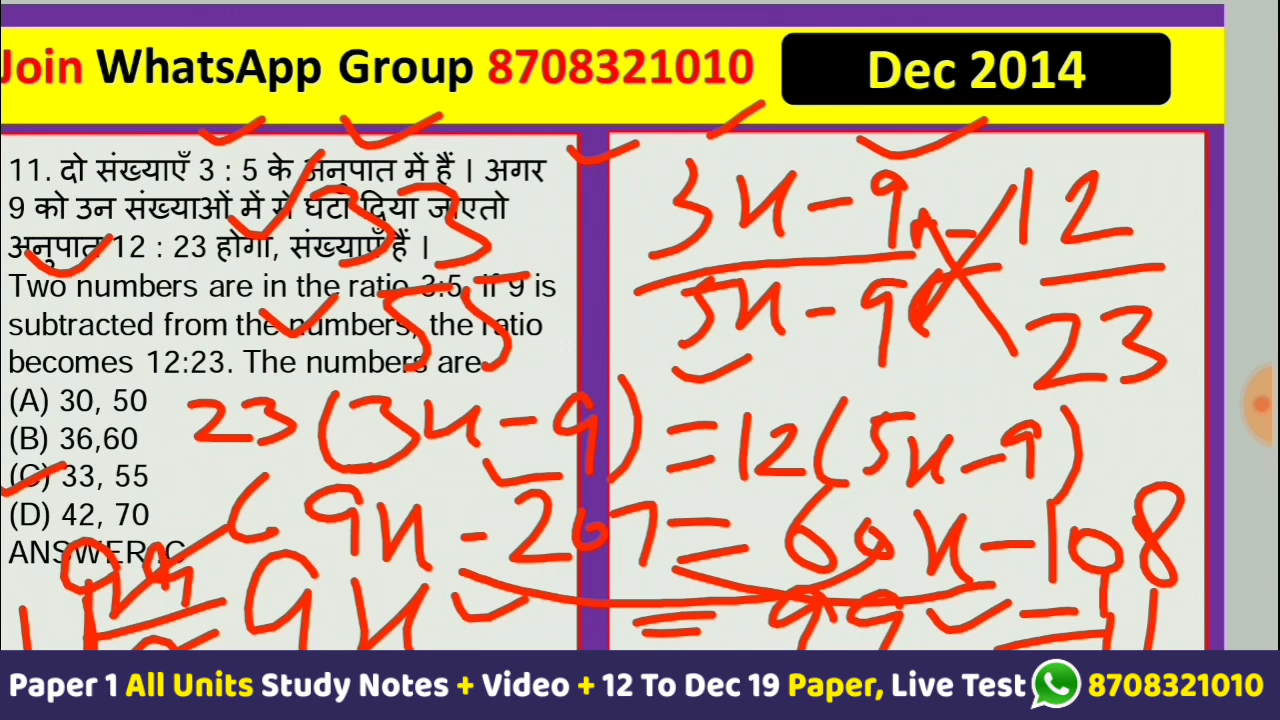 Join WhatsApp Group 8708321010
Dec 2014
11. दो संख्याएँ 3 : 5 के अनुपात में हैं । अगर
9 को उन संख्याओं में से घटा दिया जाएतो
अनुपात 12 : 23 होगा, संख्याएँ हैं ।
Two numbers are in the ratio 3:5. If 9 is
subtracted from the numbers, the ratio
becomes 12:23. The numbers are
(A) 30, 50
(B) 36,60
(C) 33, 55
(D) 42, 70
ANSWER: C
33
55
3x - 9 = 12
5x - 9 23
23 (3x - 9) = 12 (5x - 9)
69x - 207 = 60x - 108
9x = 99
Paper 1 All Units Study Notes + Video + 12 To Dec 19 Paper, Live Test 8708321010